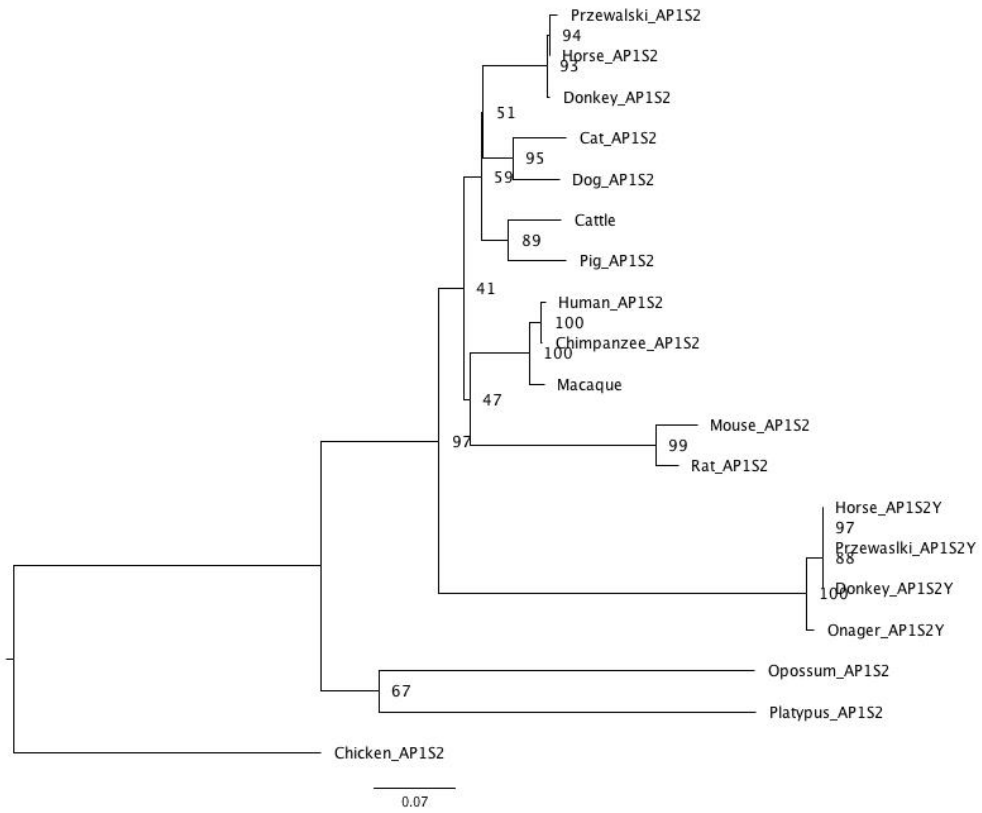 Przewalski_AP1S2
94
Horse_AP1S2
93
Donkey_AP1S2
51
Cat_AP1S2
95
59
Dog_AP1S2
Cattle
89
Pig_AP1S2
41
Human_AP1S2
100
Chimpanzee_AP1S2
100
Macaque
47
Mouse_AP1S2
97
99
Rat_AP1S2
Horse_AP1S2Y
97
Przewaslki_AP1S2Y
88
Donkey_AP1S2Y
100
Onager_AP1S2Y
Opossum_AP1S2
67
Platypus_AP1S2
Chicken_AP1S2
0.07